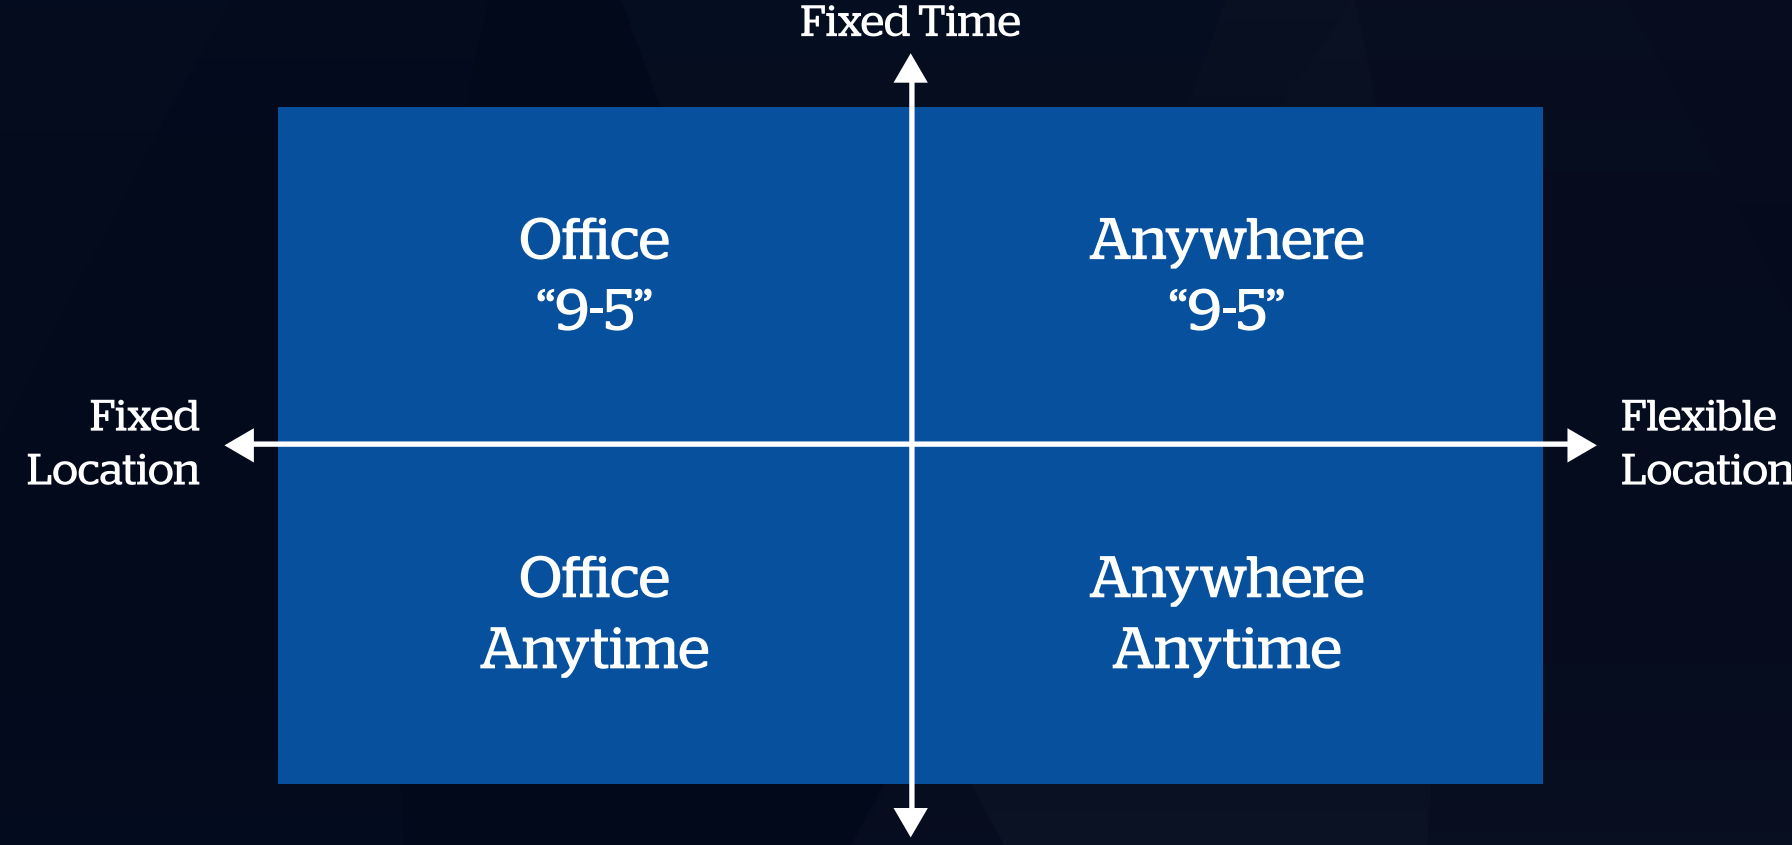 Fixed Time
Office
“9-5”
Anywhere
“9-5”
Fixed
Location
Flexible
Location
Office
Anytime
Anywhere
Anytime